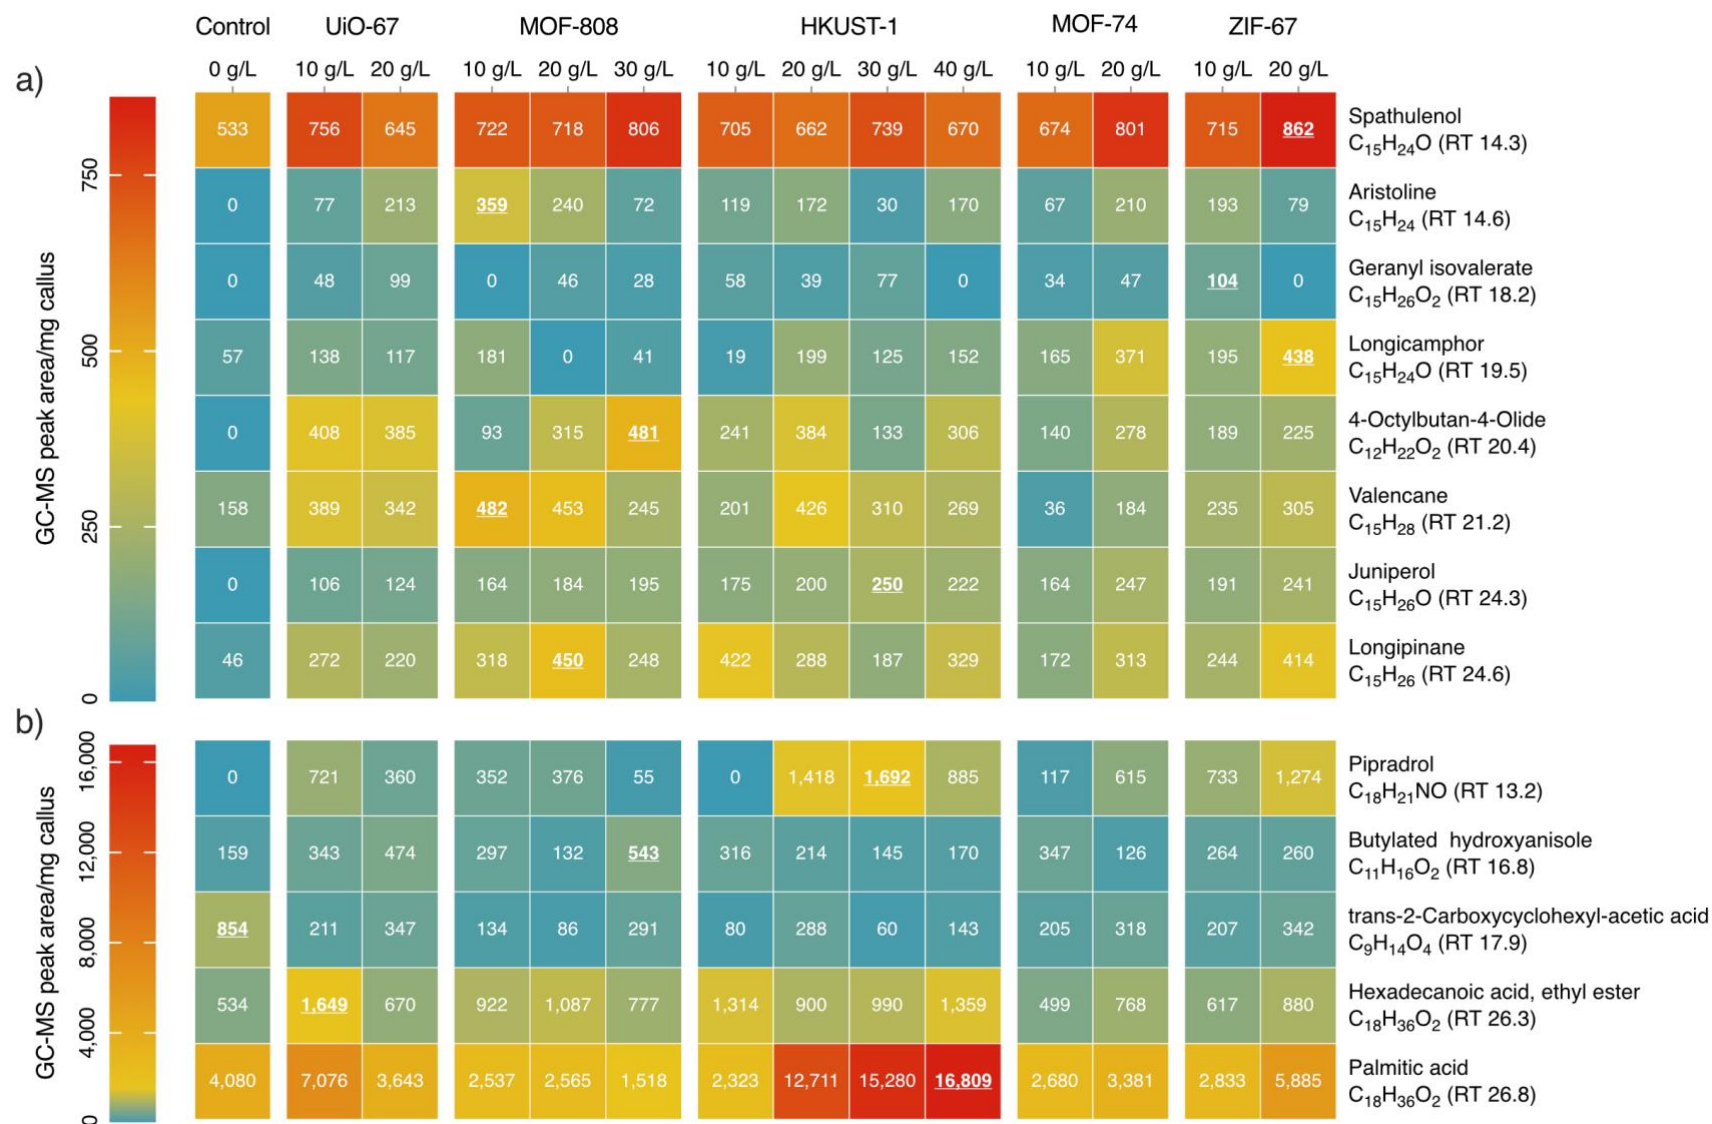 Control UiO-67 MOF-808 HKUST-1 MOF-74 ZIF-67
0 g/L 10 g/L 20 g/L 10 g/L 20 g/L 30 g/L 10 g/L 20 g/L 30 g/L 40 g/L 10 g/L 20 g/L 10 g/L 20 g/L
a)
GC-MS peak area/mg callus
750
500
250
0
533 756 645 722 718 806 705 662 739 670 674 801 715 862
Spathulenol
C15H24O (RT 14.3)
0 77 213 359 240 72 119 172 30 170 67 210 193 79
Aristoline
C15H24 (RT 14.6)
0 48 99 0 46 28 58 39 77 0 34 47 104 0
Geranyl isovalerate
C15H26O2 (RT 18.2)
57 138 117 181 0 41 19 199 125 152 165 371 195 438
Longicamphor
C15H24O (RT 19.5)
0 408 385 93 315 481 241 384 133 306 140 278 189 225
4-Octylbutan-4-Olide
C12H22O2 (RT 20.4)
158 389 342 482 453 245 201 426 310 269 36 184 235 305
Valencane
C15H28 (RT 21.2)
0 106 124 164 184 195 175 200 250 222 164 247 191 241
Juniperol
C15H26O (RT 24.3)
46 272 220 318 450 248 422 288 187 329 172 313 244 414
Longipinane
C15H26 (RT 24.6)
b)
GC-MS peak area/mg callus
16,000
12,000
8,000
4,000
0
0 721 360 352 376 55 0 1,418 1,692 885 117 615 733 1,274
Pipradrol
C18H21NO (RT 13.2)
159 343 474 297 132 543 316 214 145 170 347 126 264 260
Butylated hydroxyanisole
C11H16O2 (RT 16.8)
854 211 347 134 86 291 80 288 60 143 205 318 207 342
trans-2-Carboxycyclohexyl-acetic acid
C9H14O4 (RT 17.9)
534 1,649 670 922 1,087 777 1,314 900 990 1,359 499 768 617 880
Hexadecanoic acid, ethyl ester
C18H36O2 (RT 26.3)
4,080 7,076 3,643 2,537 2,565 1,518 2,323 12,711 15,280 16,809 2,680 3,381 2,833 5,885
Palmitic acid
C18H36O2 (RT 26.8)